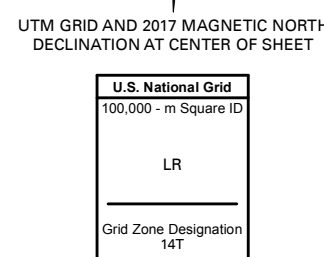 UTM GRID AND 2017 MAGNETIC NORTH
DECLINATION AT CENTER OF SHEET
U.S. National Grid
100,000 - m Square ID
LR
Grid Zone Designation
14T